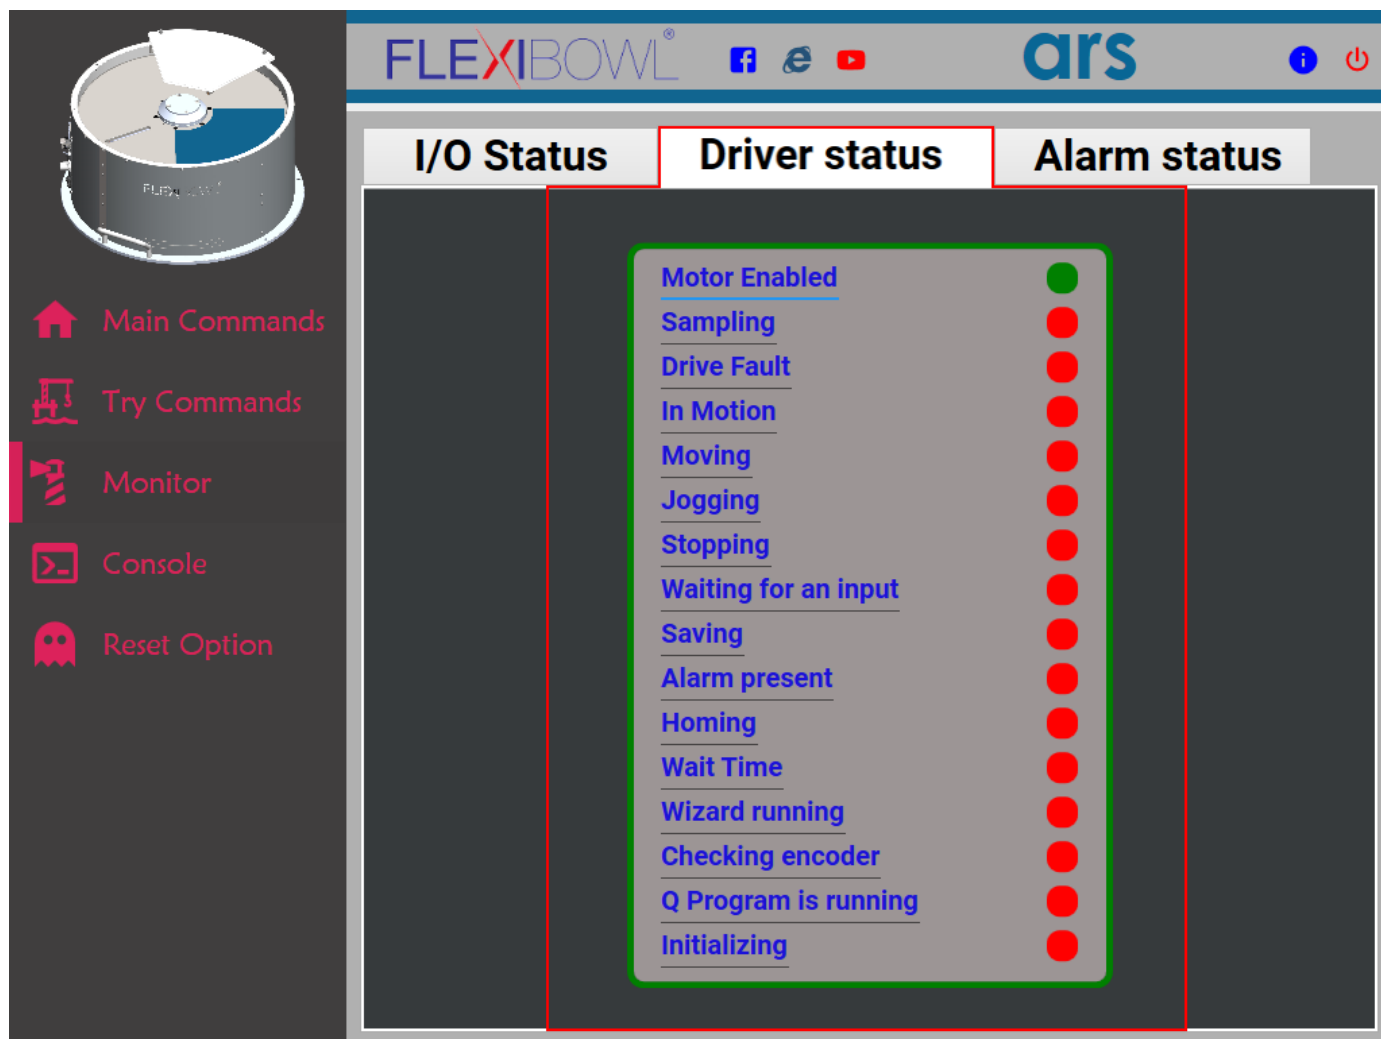 FLEXIBOWL®
ars
I/O Status
Driver status
Alarm status
Main Commands
Try Commands
Monitor
Console
Reset Option
Motor Enabled
Sampling
Drive Fault
In Motion
Moving
Jogging
Stopping
Waiting for an input
Saving
Alarm present
Homing
Wait Time
Wizard running
Checking encoder
Q Program is running
Initializing